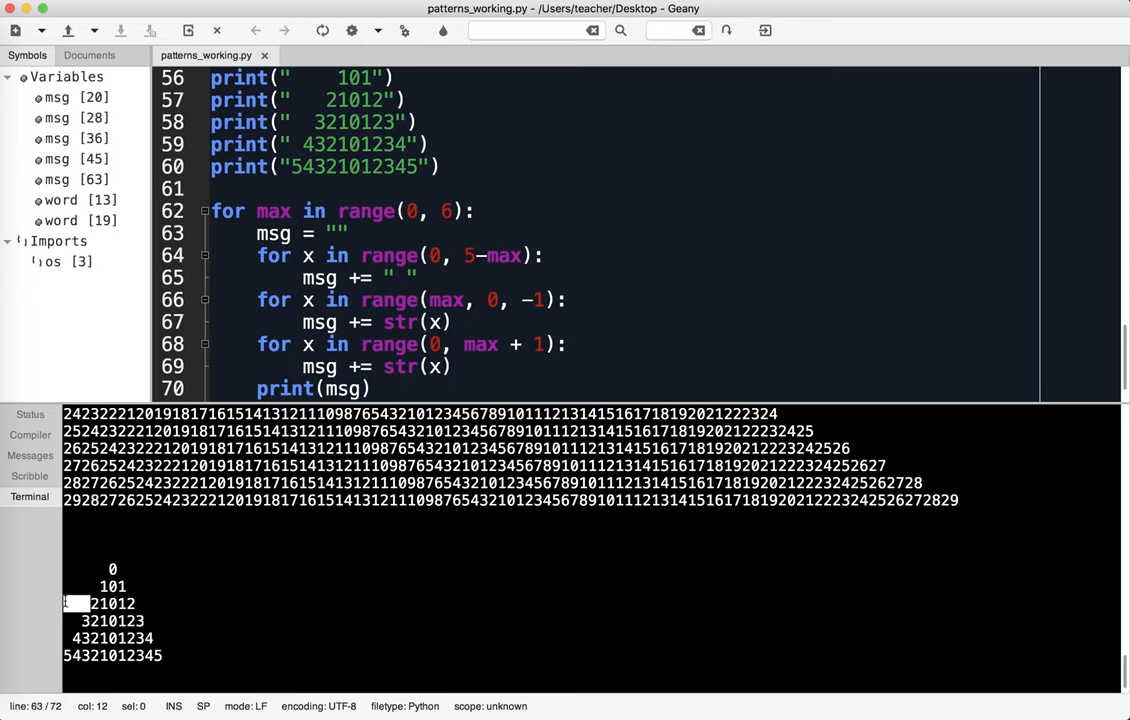 patterns_working.py - /Users/teacher/Desktop - Geany
Symbols Documents patterns_working.py
Variables
msg [20]
msg [28]
msg [36]
msg [45]
msg [63]
word [13]
word [19]
Imports
os [3]
56 print("    101")
57 print("   21012")
58 print("  3210123")
59 print(" 432101234")
60 print("54321012345")
61
62 for max in range(0, 6):
63     msg = ""
64     for x in range(0, 5-max):
65         msg += " "
66     for x in range(max, 0, -1):
67         msg += str(x)
68     for x in range(0, max + 1):
69         msg += str(x)
70     print(msg)
Status
Compiler
Messages
Scribble
Terminal
2423222120191817161514131211109876543210123456789101112131415161718192021222324
25242322212019181716151413121110987654321012345678910111213141516171819202122232425
262524232221201918171615141312111098765432101234567891011121314151617181920212223242526
2726252423222120191817161514131211109876543210123456789101112131415161718192021222324252627
28272625242322212019181716151413121110987654321012345678910111213141516171819202122232425262728
292827262524232221201918171615141312111098765432101234567891011121314151617181920212223242526272829
0
101
21012
3210123
432101234
54321012345
line: 63 / 72 col: 12 sel: 0 INS SP mode: LF encoding: UTF-8 filetype: Python scope: unknown